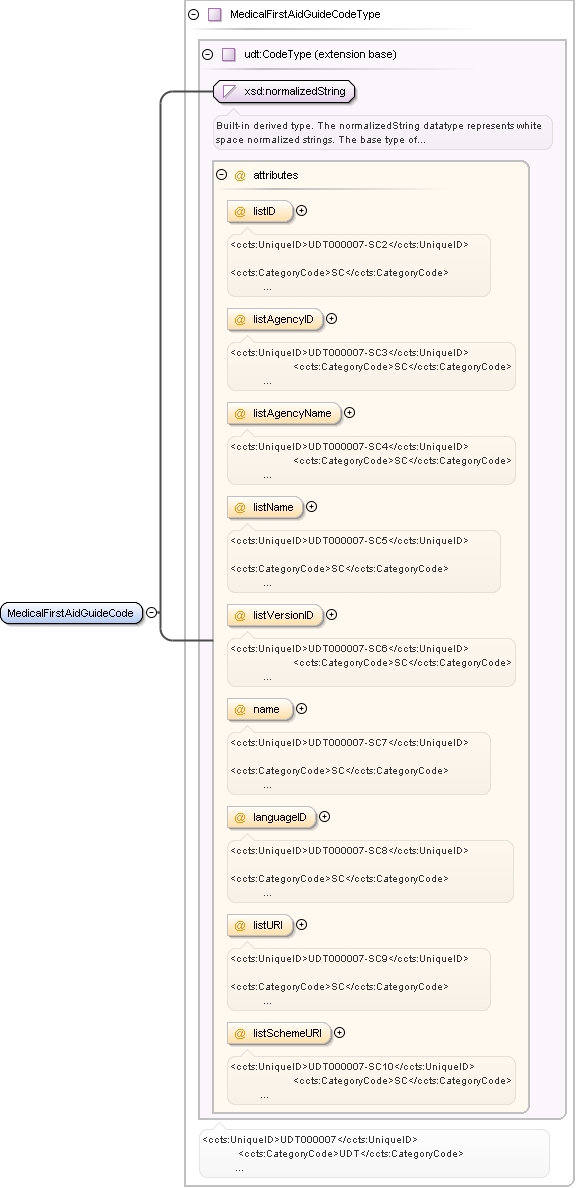 MedicalFirstAidGuideCodeType
udt:CodeType (extension base)
xsd:normalizedString
Built-in derived type. The normalizedString datatype represents white
space normalized strings. The base type of...
@ attributes
@ listID
<ccts:UniqueID>UDT000007-SC2</ccts:UniqueID>
<ccts:CategoryCode>SC</ccts:CategoryCode>
...
@ listAgencyID
<ccts:UniqueID>UDT000007-SC3</ccts:UniqueID>
<ccts:CategoryCode>SC</ccts:CategoryCode>
...
@ listAgencyName
<ccts:UniqueID>UDT000007-SC4</ccts:UniqueID>
<ccts:CategoryCode>SC</ccts:CategoryCode>
...
@ listName
<ccts:UniqueID>UDT000007-SC5</ccts:UniqueID>
<ccts:CategoryCode>SC</ccts:CategoryCode>
...
MedicalFirstAidGuideCode
@ listVersionID
<ccts:UniqueID>UDT000007-SC6</ccts:UniqueID>
<ccts:CategoryCode>SC</ccts:CategoryCode>
...
@ name
<ccts:UniqueID>UDT000007-SC7</ccts:UniqueID>
<ccts:CategoryCode>SC</ccts:CategoryCode>
...
@ languageID
<ccts:UniqueID>UDT000007-SC8</ccts:UniqueID>
<ccts:CategoryCode>SC</ccts:CategoryCode>
...
@ listURI
<ccts:UniqueID>UDT000007-SC9</ccts:UniqueID>
<ccts:CategoryCode>SC</ccts:CategoryCode>
...
@ listSchemeURI
<ccts:UniqueID>UDT000007-SC10</ccts:UniqueID>
<ccts:CategoryCode>SC</ccts:CategoryCode>
...
<ccts:UniqueID>UDT000007</ccts:UniqueID>
<ccts:CategoryCode>UDT</ccts:CategoryCode>
...